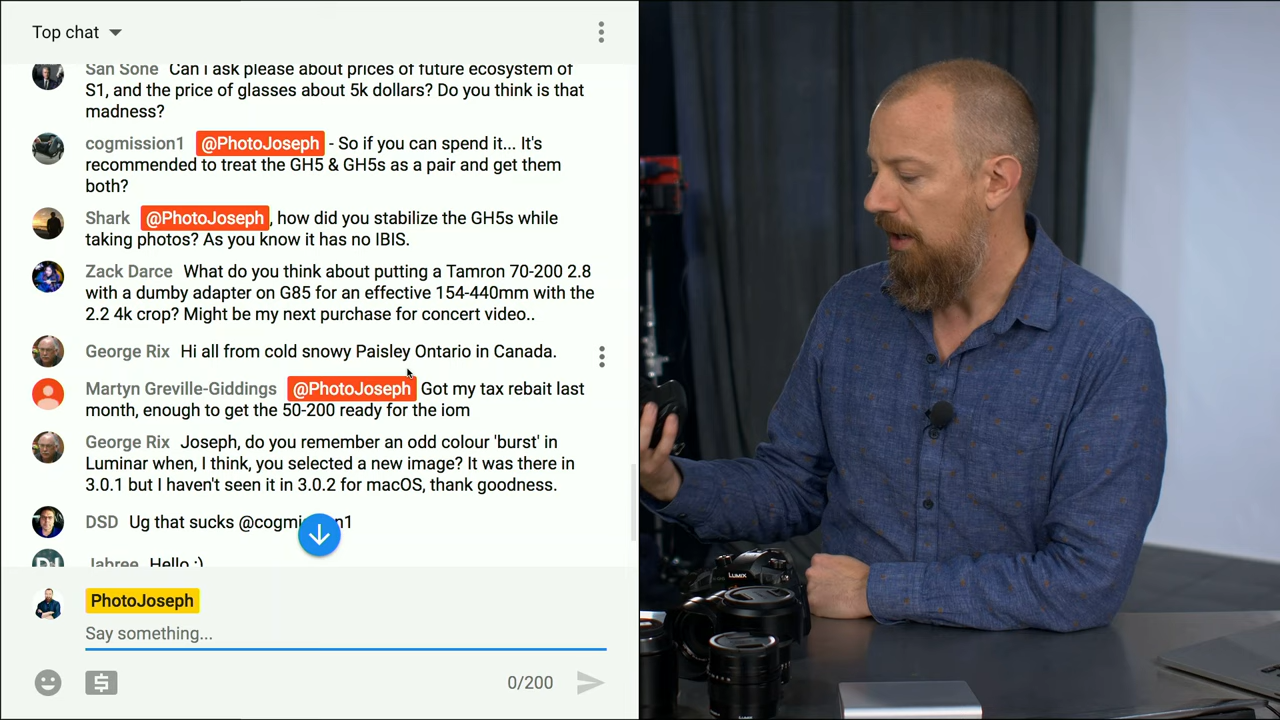 Top chat
San Sone Can I ask please about prices of future ecosystem of
S1, and the price of glasses about 5k dollars? Do you think is that
madness?
cogmission1 @PhotoJoseph - So if you can spend it... It's
recommended to treat the GH5 & GH5s as a pair and get them
both?
Shark @PhotoJoseph, how did you stabilize the GH5s while
taking photos? As you know it has no IBIS.
Zack Darce What do you think about putting a Tamron 70-200 2.8
with a dumby adapter on G85 for an effective 154-440mm with the
2.2 4k crop? Might be my next purchase for concert video..
George Rix Hi all from cold snowy Paisley Ontario in Canada.
Martyn Greville-Giddings @PhotoJoseph Got my tax rebait last
month, enough to get the 50-200 ready for the iom
George Rix Joseph, do you remember an odd colour 'burst' in
Luminar when, I think, you selected a new image? It was there in
3.0.1 but I haven't seen it in 3.0.2 for macOS, thank goodness.
DSD Ug that sucks @cogmission1
Jahree Hello :)
PhotoJoseph
Say something...
0/200
LUMIX
LUMIX